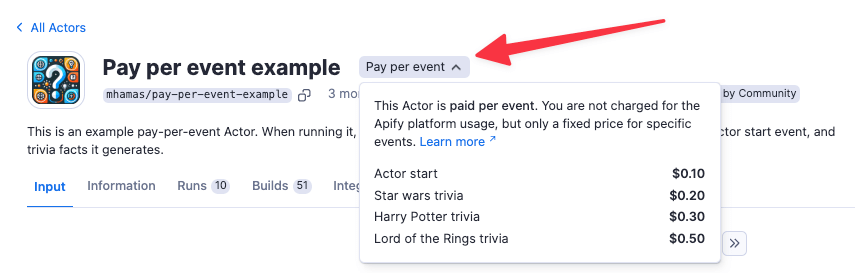 All Actors
Pay per event example
Pay per event
mhamas/pay-per-event-example
3 mo
by Community
This is an example pay-per-event Actor. When running it,
ctor start event, and
trivia facts it generates.
This Actor is paid per event. You are not charged for the
Apify platform usage, but only a fixed price for specific
events. Learn more
Actor start $0.10
Star wars trivia $0.20
Harry Potter trivia $0.30
Lord of the Rings trivia $0.50
Input Information Runs 10 Builds 51 Integ